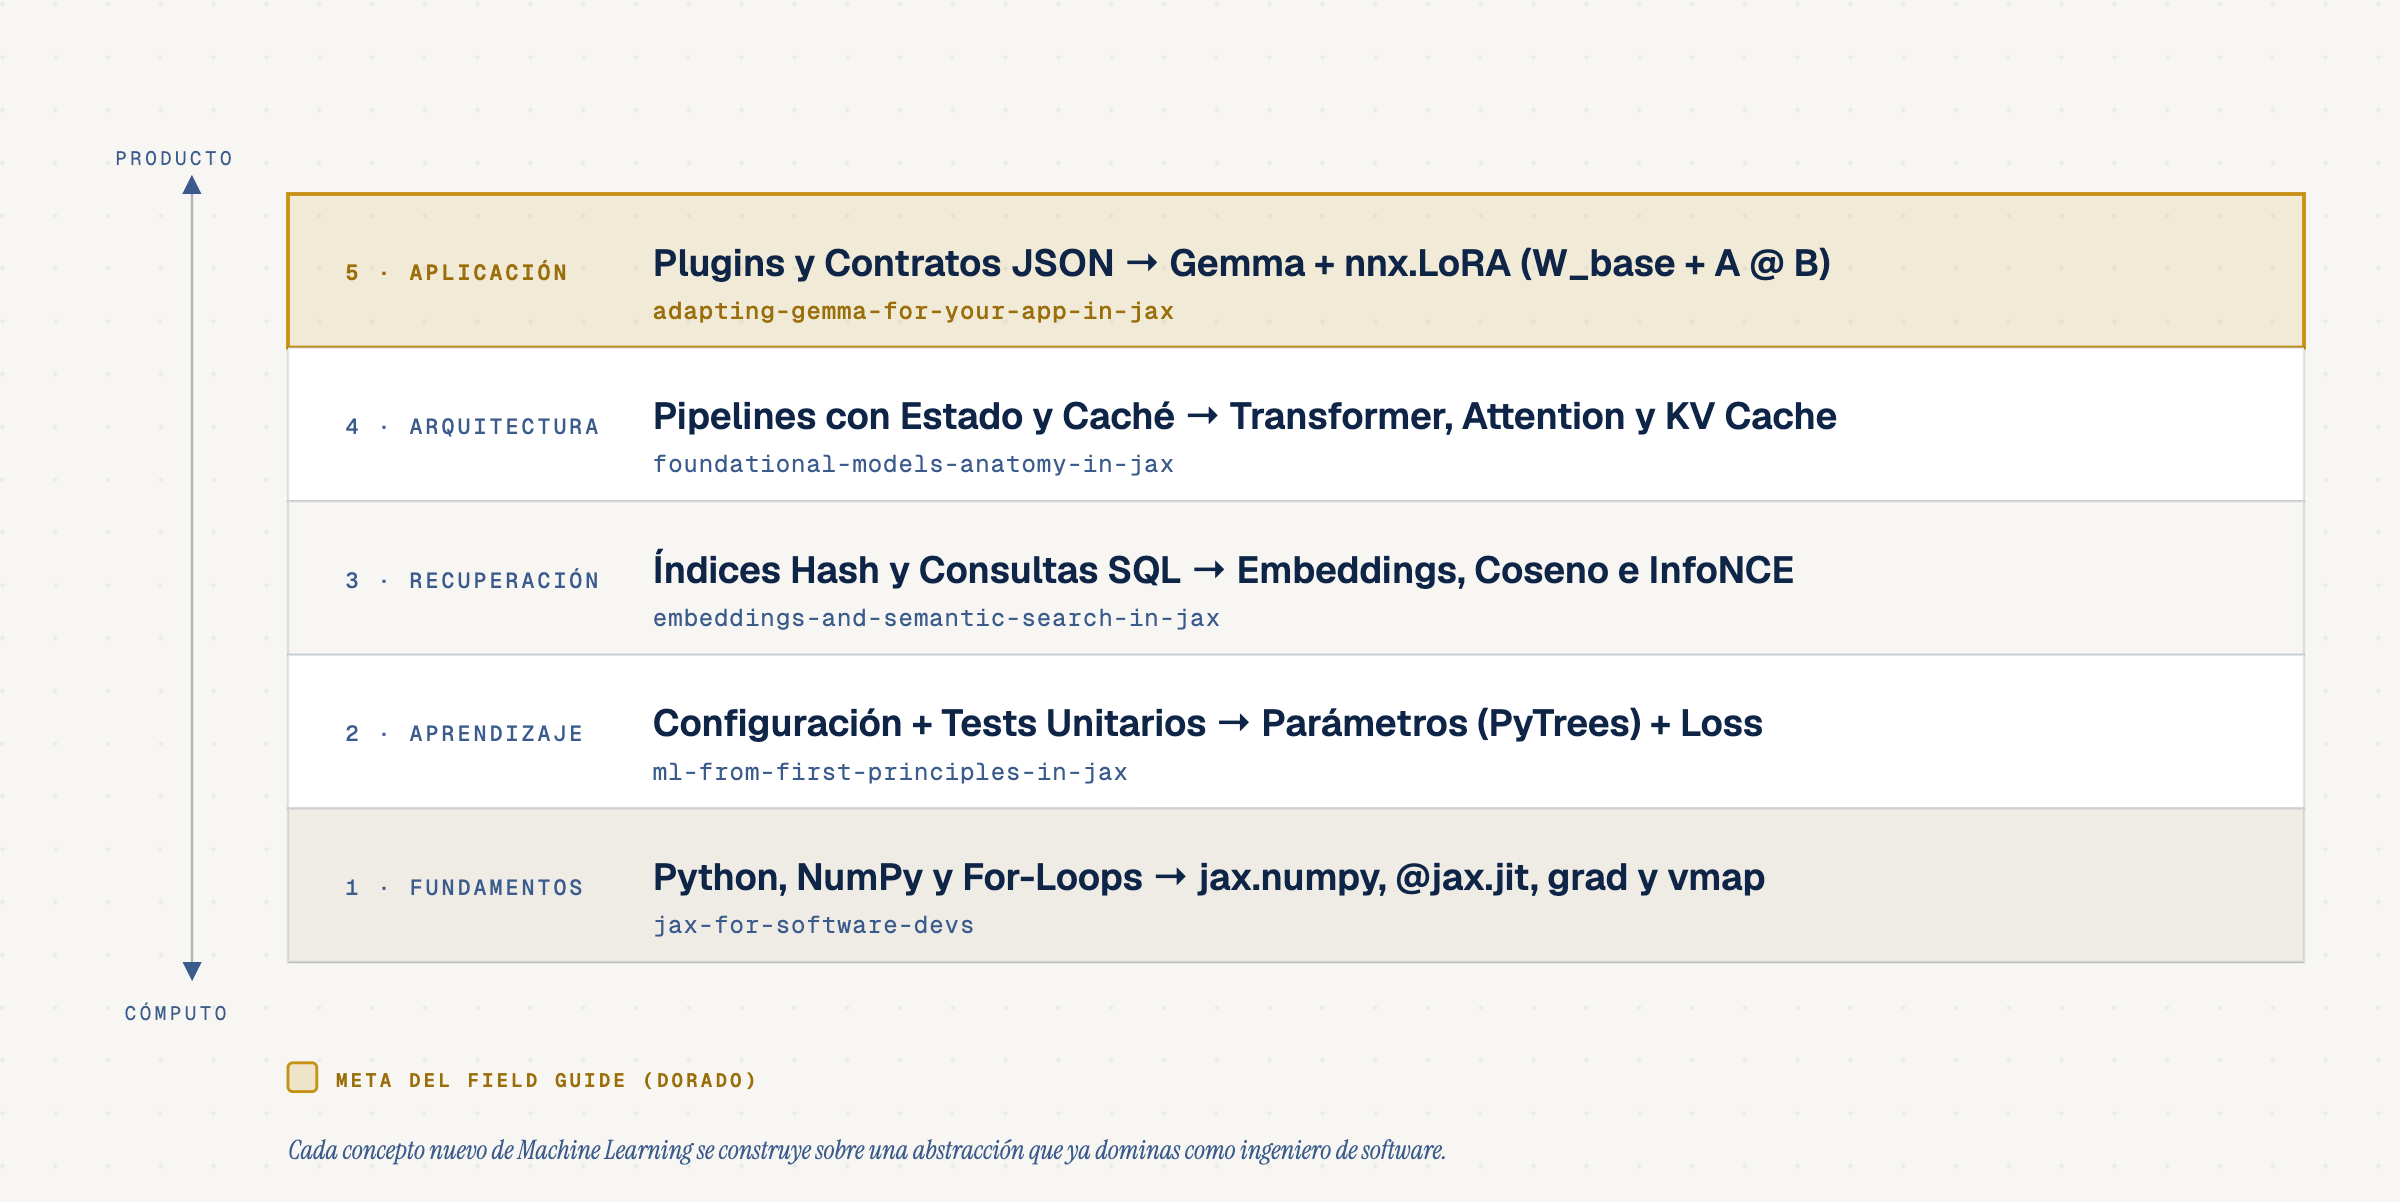 PRODUCTO
5 · APLICACIÓN
Plugins y Contratos JSON → Gemma + nnx.LoRA (W_base + A @ B)
adapting-gemma-for-your-app-in-jax
4 · ARQUITECTURA
Pipelines con Estado y Caché → Transformer, Attention y KV Cache
foundational-models-anatomy-in-jax
3 · RECUPERACIÓN
Índices Hash y Consultas SQL → Embeddings, Coseno e InfoNCE
embeddings-and-semantic-search-in-jax
2 · APRENDIZAJE
Configuración + Tests Unitarios → Parámetros (PyTrees) + Loss
ml-from-first-principles-in-jax
1 · FUNDAMENTOS
Python, NumPy y For-Loops → jax.numpy, @jax.jit, grad y vmap
jax-for-software-devs
CÓMPUTO
META DEL FIELD GUIDE (DORADO)
Cada concepto nuevo de Machine Learning se construye sobre una abstracción que ya dominas como ingeniero de software.